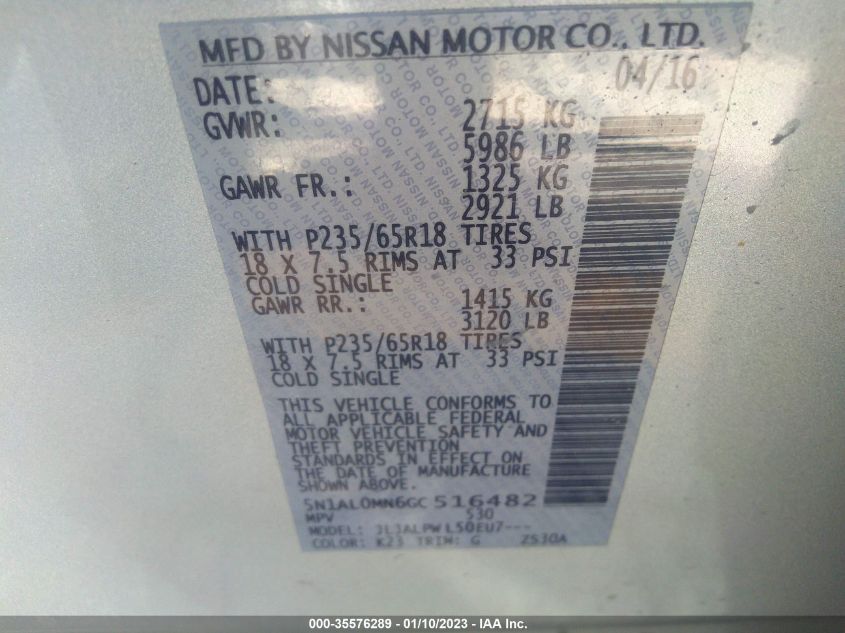 MFD BY NISSAN MOTOR CO., LTD.
DATE: 04/16
GVWR: 2715 KG
5986 LB
GAWR FR.: 1325 KG
2921 LB
WITH P235/65R18 TIRES
18 X 7.5 RIMS AT 33 PSI
COLD SINGLE
GAWR RR.: 1415 KG
3120 LB
WITH P235/65R18 TIRES
18 X 7.5 RIMS AT 33 PSI
COLD SINGLE
THIS VEHICLE CONFORMS TO
ALL APPLICABLE FEDERAL
MOTOR VEHICLE SAFETY AND
THEFT PREVENTION
STANDARDS IN EFFECT ON
THE DATE OF MANUFACTURE
SHOWN ABOVE.
5N1AL0MN6GC516482
MPV S30
MODEL: JLJALPWL50EU7---
COLOR: K23 TRIM: G ZS30A
000-35576289 - 01/10/2023 - IAA Inc.